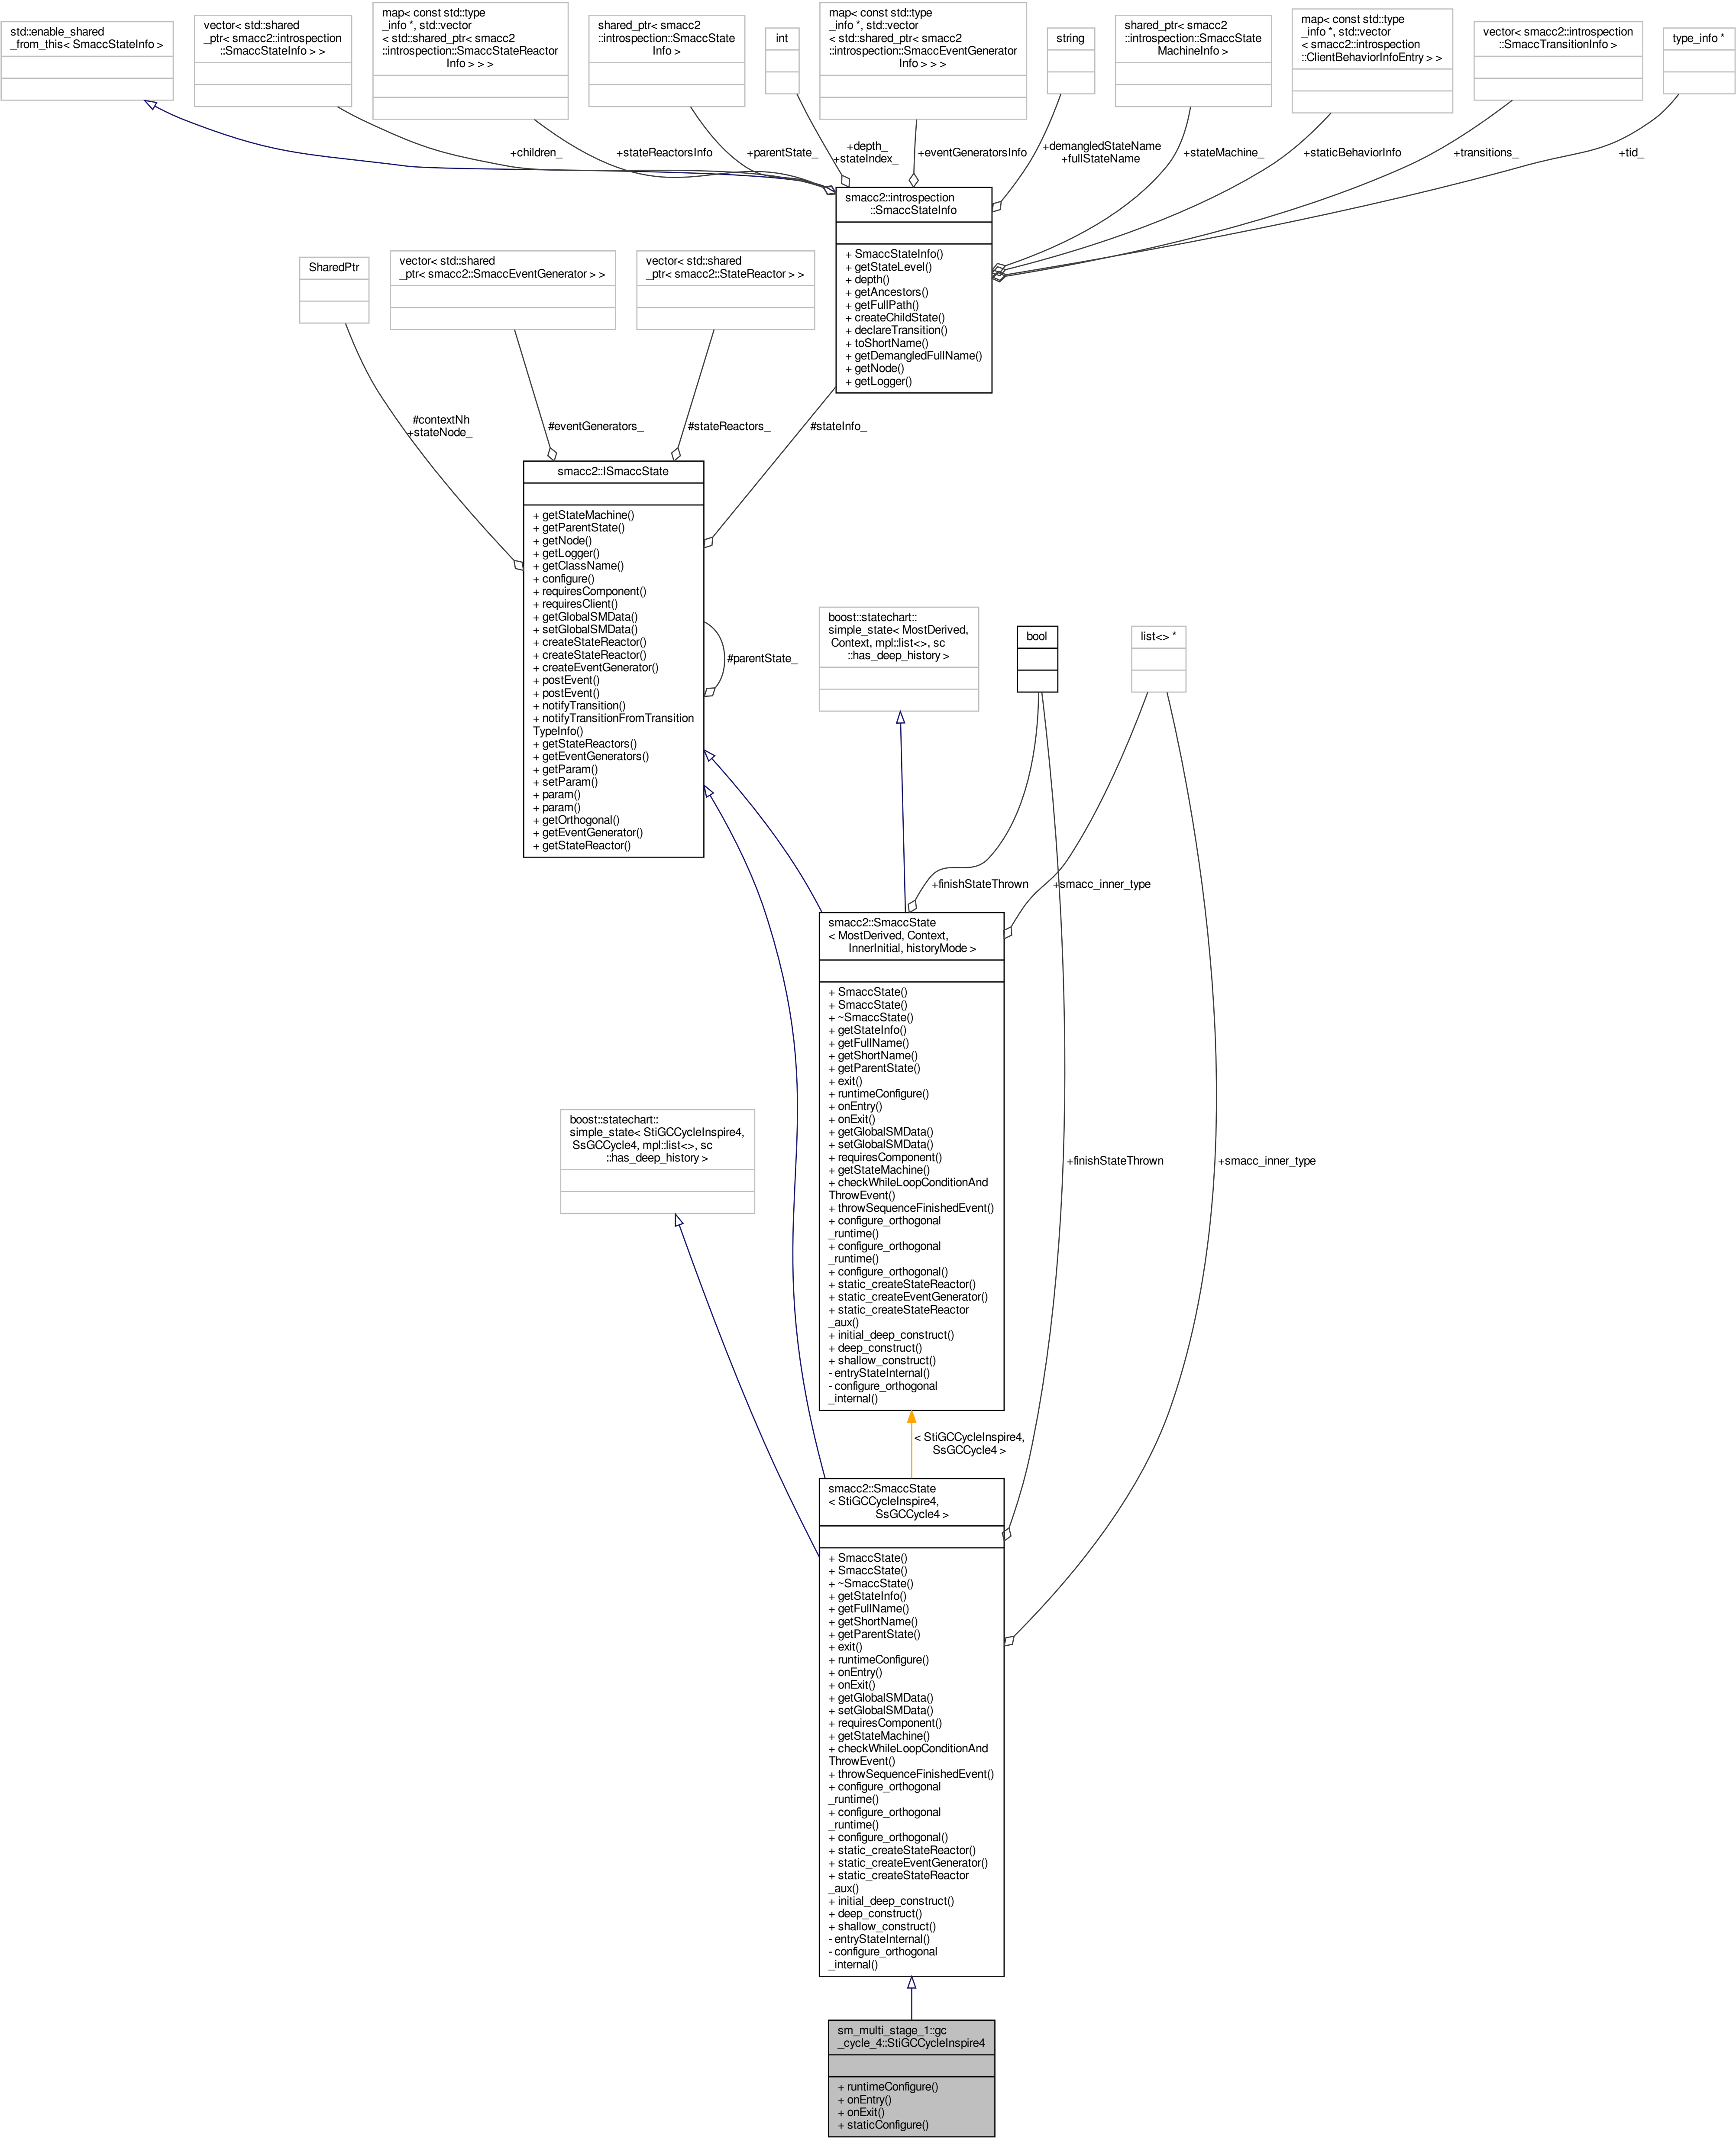 std::enable_shared
_from_this< SmaccStateInfo >
vector< std::shared
_ptr< smacc2::introspection
::SmaccStateInfo > >
map< const std::type
_info *, std::vector
< std::shared_ptr< smacc2
::introspection::SmaccStateReactor
Info > > >
shared_ptr< smacc2
::introspection::SmaccState
Info >
int
map< const std::type
_info *, std::vector
< std::shared_ptr< smacc2
::introspection::SmaccEventGenerator
Info > > >
string
shared_ptr< smacc2
::introspection::SmaccState
MachineInfo >
map< const std::type
_info *, std::vector
< smacc2::introspection
::ClientBehaviorInfoEntry > >
vector< smacc2::introspection
::SmaccTransitionInfo >
type_info *
+children_
+stateReactorsInfo
+parentState_
+depth_
+stateIndex_
+eventGeneratorsInfo
+demangledStateName
+fullStateName
+stateMachine_
+staticBehaviorInfo
+transitions_
+tid_
smacc2::introspection
::SmaccStateInfo
+ SmaccStateInfo()
+ getStateLevel()
+ depth()
+ getAncestors()
+ getFullPath()
+ createChildState()
+ declareTransition()
+ toShortName()
+ getDemangledFullName()
+ getNode()
+ getLogger()
SharedPtr
vector< std::shared
_ptr< smacc2::SmaccEventGenerator > >
vector< std::shared
_ptr< smacc2::StateReactor > >
#contextNh
+stateNode_
#eventGenerators_
#stateReactors_
#stateInfo_
smacc2::ISmaccState
+ getStateMachine()
+ getParentState()
+ getNode()
+ getLogger()
+ getClassName()
+ configure()
+ requiresComponent()
+ requiresClient()
+ getGlobalSMData()
+ setGlobalSMData()
+ createStateReactor()
+ createStateReactor()
+ createEventGenerator()
+ postEvent()
+ postEvent()
+ notifyTransition()
+ notifyTransitionFromTransition
TypeInfo()
+ getStateReactors()
+ getEventGenerators()
+ getParam()
+ setParam()
+ param()
+ param()
+ getOrthogonal()
+ getEventGenerator()
+ getStateReactor()
#parentState_
boost::statechart::
simple_state< MostDerived,
Context, mpl::list<>, sc
::has_deep_history >
bool
list<> *
+finishStateThrown
+smacc_inner_type
smacc2::SmaccState
< MostDerived, Context,
InnerInitial, historyMode >
+ SmaccState()
+ SmaccState()
+ ~SmaccState()
+ getStateInfo()
+ getFullName()
+ getShortName()
+ getParentState()
+ exit()
+ runtimeConfigure()
+ onEntry()
+ onExit()
+ getGlobalSMData()
+ setGlobalSMData()
+ requiresComponent()
+ getStateMachine()
+ checkWhileLoopConditionAnd
ThrowEvent()
+ throwSequenceFinishedEvent()
+ configure_orthogonal
_runtime()
+ configure_orthogonal
_runtime()
+ configure_orthogonal()
+ static_createStateReactor()
+ static_createEventGenerator()
+ static_createStateReactor
_aux()
+ initial_deep_construct()
+ deep_construct()
+ shallow_construct()
- entryStateInternal()
- configure_orthogonal
_internal()
boost::statechart::
simple_state< StiGCCycleInspire4,
SsGCCycle4, mpl::list<>, sc
::has_deep_history >
+finishStateThrown
+smacc_inner_type
< StiGCCycleInspire4,
SsGCCycle4 >
smacc2::SmaccState
< StiGCCycleInspire4,
SsGCCycle4 >
+ SmaccState()
+ SmaccState()
+ ~SmaccState()
+ getStateInfo()
+ getFullName()
+ getShortName()
+ getParentState()
+ exit()
+ runtimeConfigure()
+ onEntry()
+ onExit()
+ getGlobalSMData()
+ setGlobalSMData()
+ requiresComponent()
+ getStateMachine()
+ checkWhileLoopConditionAnd
ThrowEvent()
+ throwSequenceFinishedEvent()
+ configure_orthogonal
_runtime()
+ configure_orthogonal
_runtime()
+ configure_orthogonal()
+ static_createStateReactor()
+ static_createEventGenerator()
+ static_createStateReactor
_aux()
+ initial_deep_construct()
+ deep_construct()
+ shallow_construct()
- entryStateInternal()
- configure_orthogonal
_internal()
sm_multi_stage_1::gc
_cycle_4::StiGCCycleInspire4
+ runtimeConfigure()
+ onEntry()
+ onExit()
+ staticConfigure()